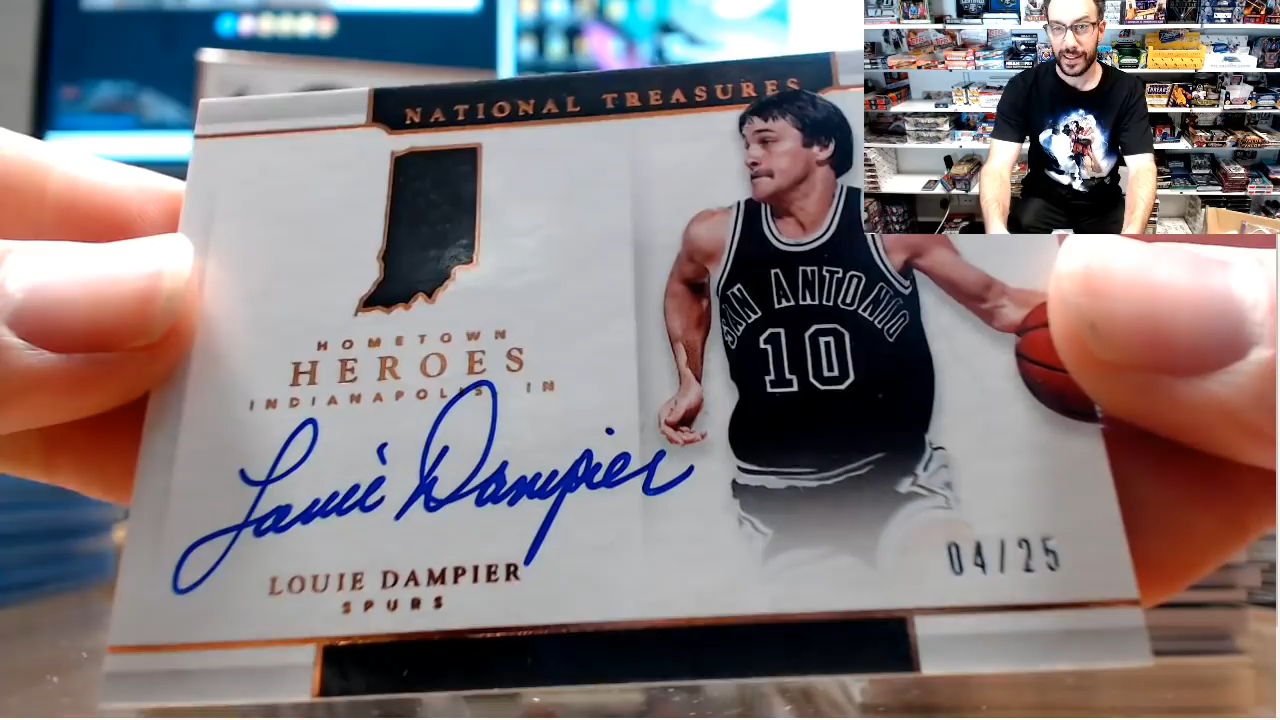 NATIONAL TREASURES
HOMETOWN
HEROES
INDIANAPOLIS IN
Louie Dampier
LOUIE DAMPIER
SPURS
SAN ANTONIO
10
04/25